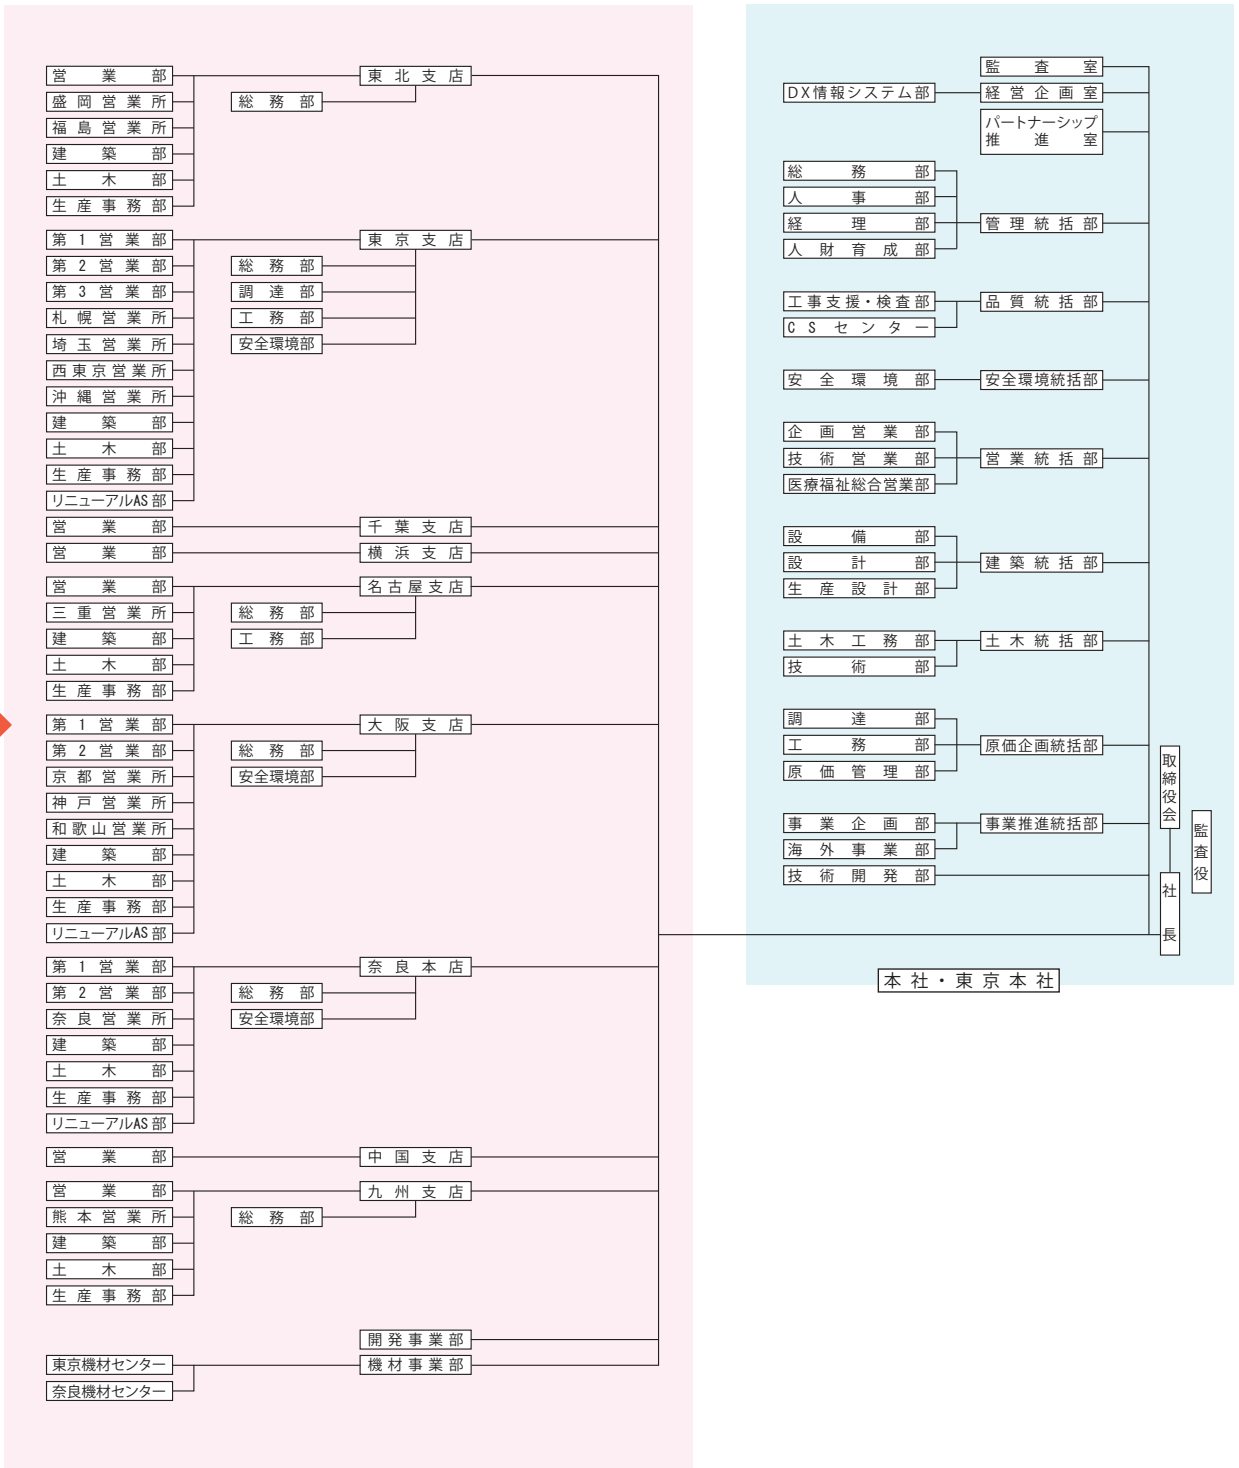 営業部
東北支店
盛岡営業所
総務部
福島営業所
建築部
土木部
生産事務部
第1営業部
東京支店
第2営業部
総務部
第3営業部
調達部
札幌営業所
工務部
埼玉営業所
安全環境部
西東京営業所
沖縄営業所
建築部
土木部
生産事務部
リニューアルAS部
営業部
千葉支店
営業部
横浜支店
営業部
名古屋支店
三重営業所
総務部
建築部
工務部
土木部
生産事務部
第1営業部
大阪支店
第2営業部
総務部
京都営業所
安全環境部
神戸営業所
和歌山営業所
建築部
土木部
生産事務部
リニューアルAS部
第1営業部
奈良本店
第2営業部
総務部
奈良営業所
安全環境部
建築部
土木部
生産事務部
リニューアルAS部
営業部
中国支店
営業部
九州支店
熊本営業所
総務部
建築部
土木部
生産事務部
開発事業部
東京機材センター
機材事業部
奈良機材センター
監査室
DX情報システム部
経営企画室
パートナーシップ
推進室
総務部
人事部
経理部
管理統括部
人財育成部
工事支援・検査部
品質統括部
CSセンター
安全環境部
安全環境統括部
企画営業部
技術営業部
営業統括部
医療福祉総合営業部
設備部
設計部
建築統括部
生産設計部
土木工務部
土木統括部
技術部
調達部
工務部
原価企画統括部
原価管理部
事業企画部
事業推進統括部
海外事業部
技術開発部
取締役会
監査役
社長
本社・東京本社